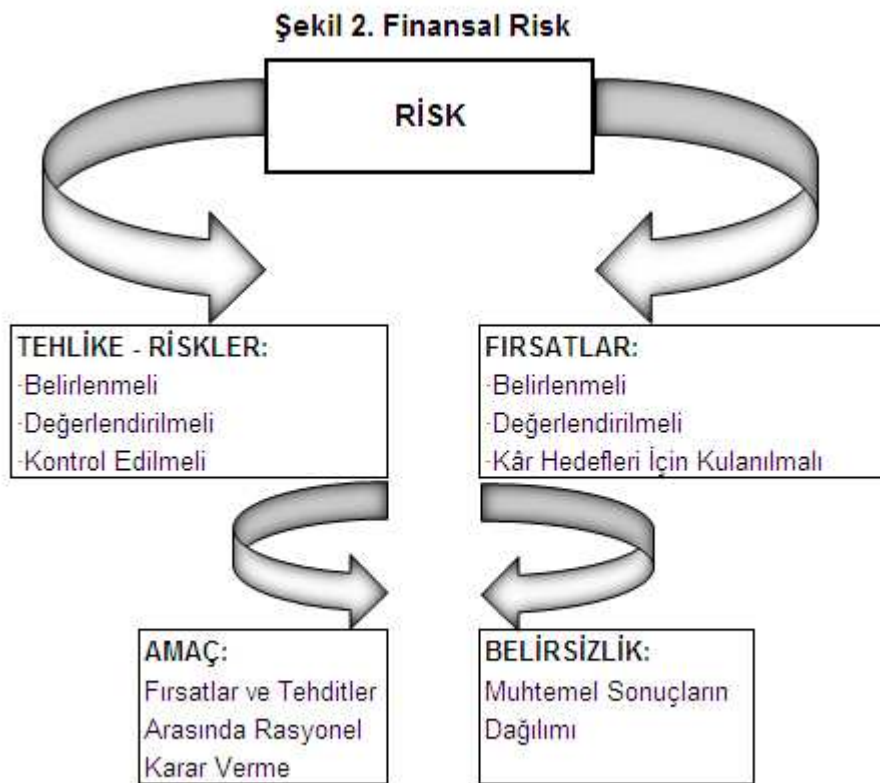 Şekil 2. Finansal Risk
RİSK
TEHLİKE - RİSKLER:
·Belirlenmeli
·Değerlendirilmeli
·Kontrol Edilmeli
FIRSATLAR:
·Belirlenmeli
·Değerlendirilmeli
·Kâr Hedefleri İçin Kulanılmalı
AMAÇ:
Fırsatlar ve Tehditler
Arasında Rasyonel
Karar Verme
BELİRSİZLİK:
Muhtemel Sonuçların
Dağılımı